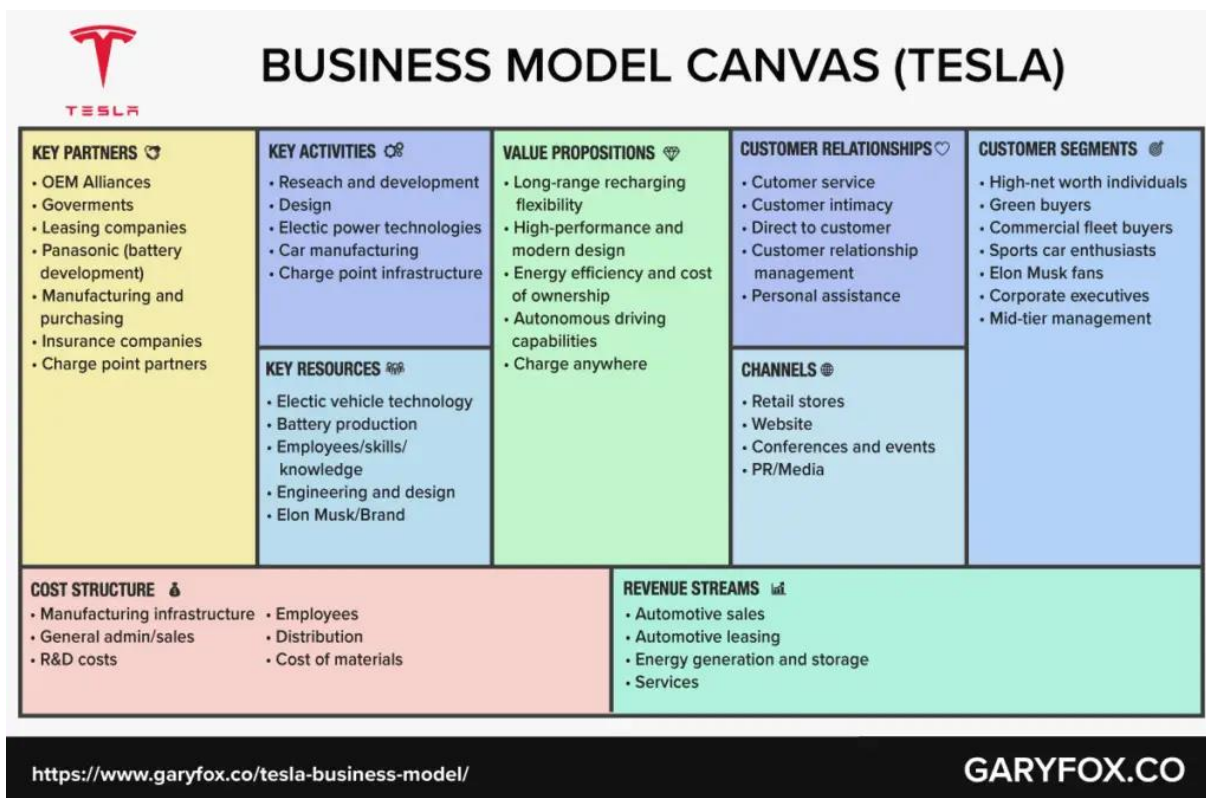 TESLA
BUSINESS MODEL CANVAS (TESLA)
KEY PARTNERS
• OEM Alliances
• Goverments
• Leasing companies
• Panasonic (battery
development)
• Manufacturing and
purchasing
• Insurance companies
• Charge point partners
KEY ACTIVITIES
• Reseach and development
• Design
• Electic power technologies
• Car manufacturing
• Charge point infrastructure
KEY RESOURCES
• Electic vehicle technology
• Battery production
• Employees/skills/
knowledge
• Engineering and design
• Elon Musk/Brand
VALUE PROPOSITIONS
• Long-range recharging
flexibility
• High-performance and
modern design
• Energy efficiency and cost
of ownership
• Autonomous driving
capabilities
• Charge anywhere
CUSTOMER RELATIONSHIPS
• Cutomer service
• Customer intimacy
• Direct to customer
• Customer relationship
management
• Personal assistance
CHANNELS
• Retail stores
• Website
• Conferences and events
• PR/Media
CUSTOMER SEGMENTS
• High-net worth individuals
• Green buyers
• Commercial fleet buyers
• Sports car enthusiasts
• Elon Musk fans
• Corporate executives
• Mid-tier management
COST STRUCTURE
• Manufacturing infrastructure
• General admin/sales
• R&D costs
• Employees
• Distribution
• Cost of materials
REVENUE STREAMS
• Automotive sales
• Automotive leasing
• Energy generation and storage
• Services
https://www.garyfox.co/tesla-business-model/
GARYFOX.CO